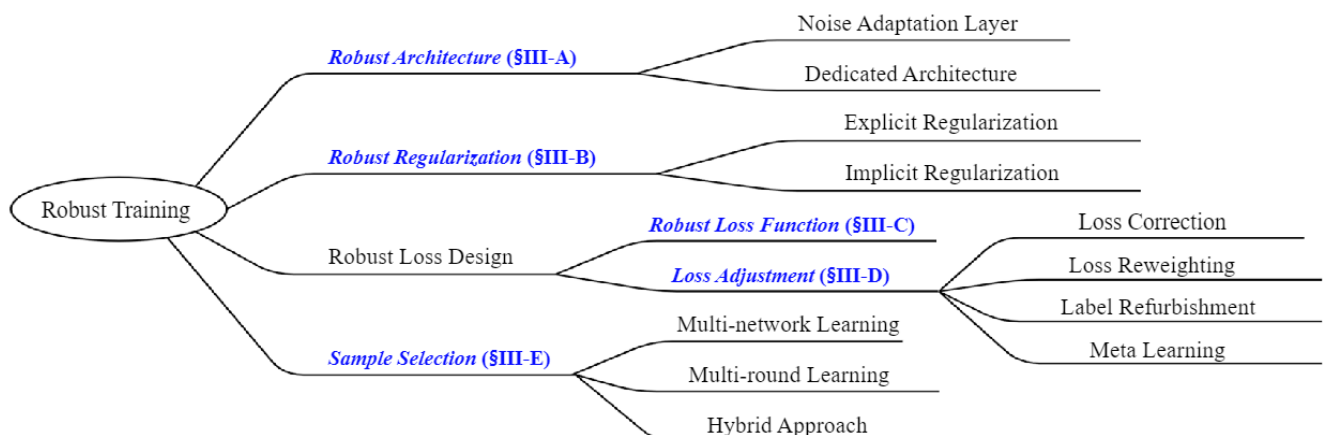 Robust Training
Robust Architecture (§III-A)
Noise Adaptation Layer
Dedicated Architecture
Robust Regularization (§III-B)
Explicit Regularization
Implicit Regularization
Robust Loss Design
Robust Loss Function (§III-C)
Loss Adjustment (§III-D)
Loss Correction
Loss Reweighting
Label Refurbishment
Meta Learning
Sample Selection (§III-E)
Multi-network Learning
Multi-round Learning
Hybrid Approach